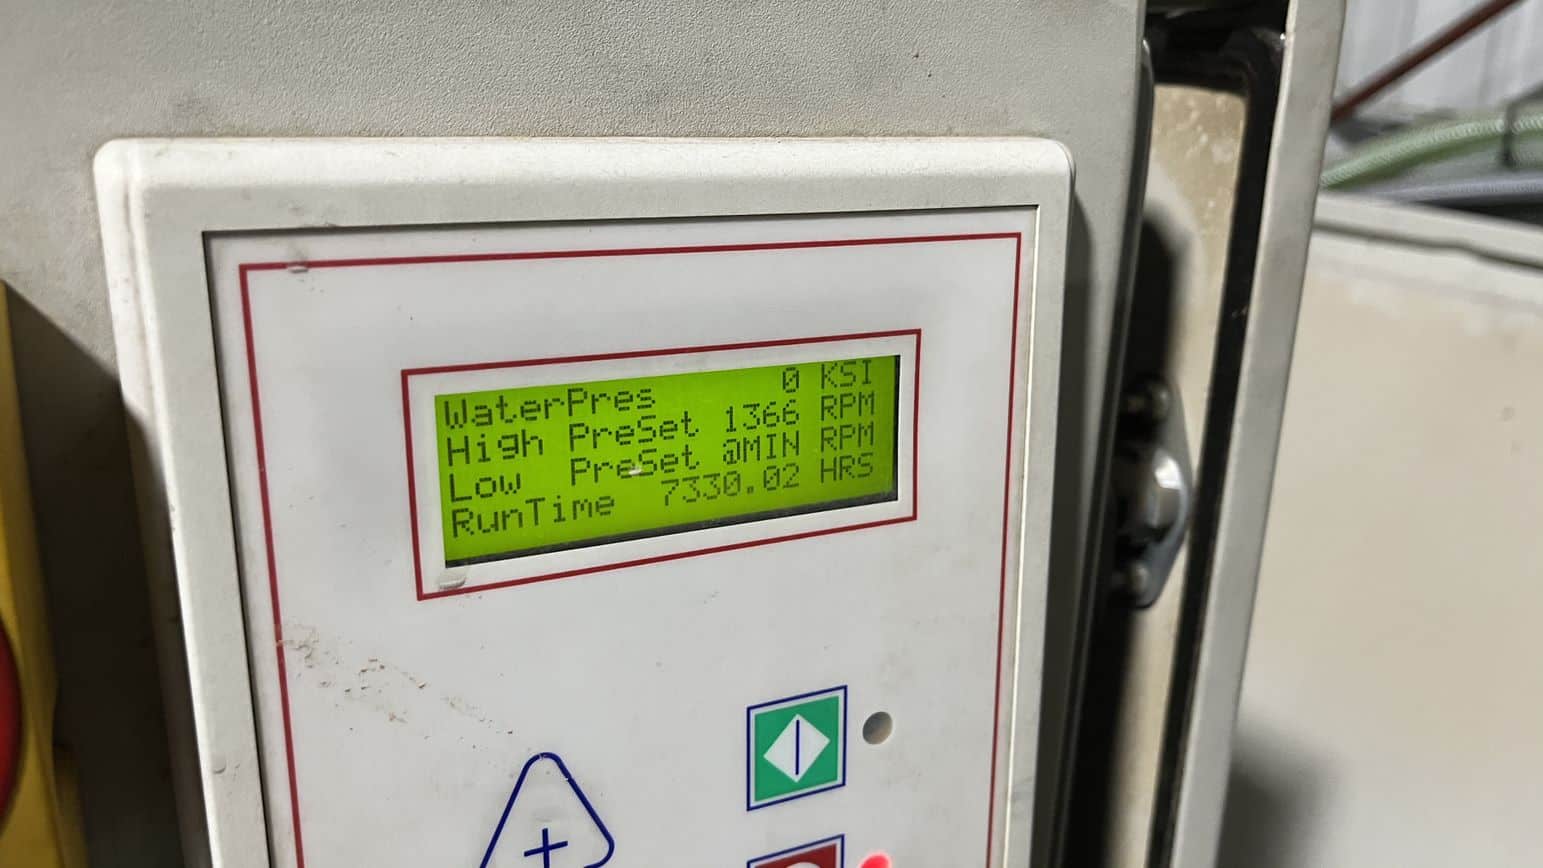 WaterPres 0 KSI
High PreSet 1366 RPM
Low PreSet @MIN RPM
RunTime 7330.02 HRS
+